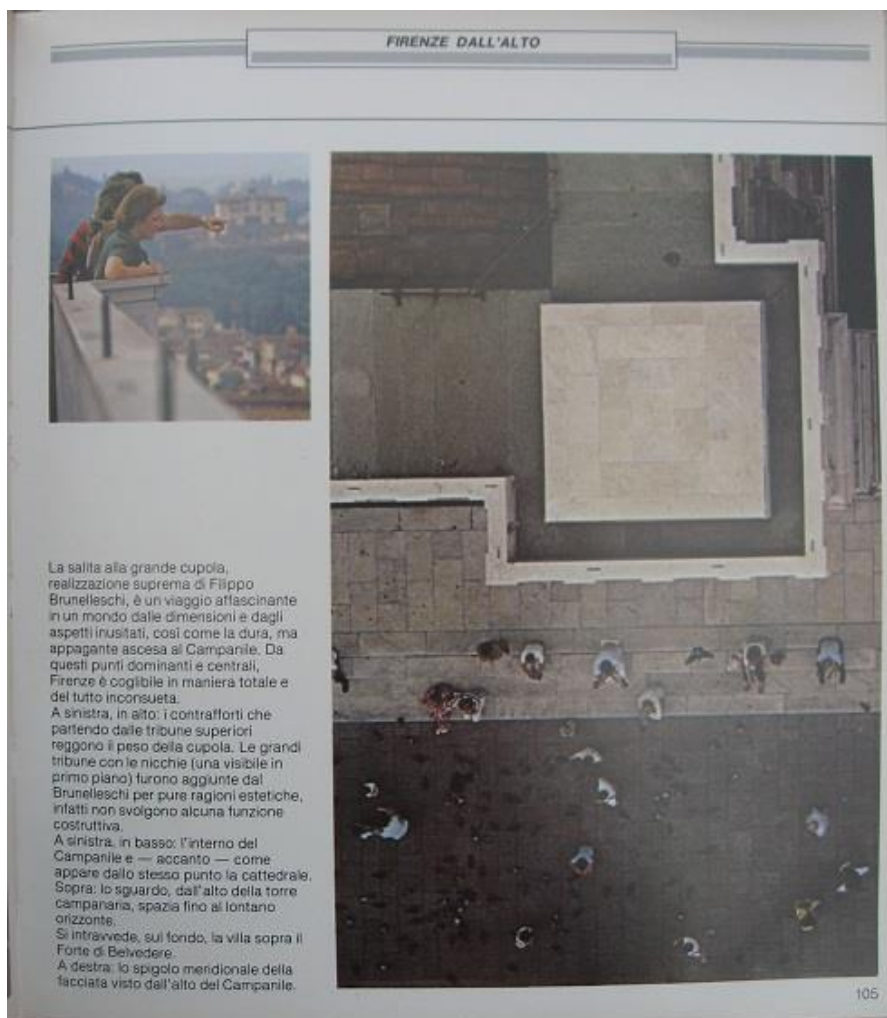 FIRENZE DALL'ALTO
La salita alla grande cupola,
realizzazione suprema di Filippo
Brunelleschi, è un viaggio affascinante
in un mondo dalle dimensioni e dagli
aspetti inusitati, così come la dura, ma
appagante ascesa al Campanile. Da
questi punti dominanti e centrali,
Firenze è coglibile in maniera totale e
del tutto inconsueta.
A sinistra, in alto: i contrafforti che
partendo dalle tribune superiori
reggono il peso della cupola. Le grandi
tribune con le nicchie (una visibile in
primo piano) furono aggiunte dal
Brunelleschi per pure ragioni estetiche,
infatti non svolgono alcuna funzione
costruttiva.
A sinistra, in basso: l'interno del
Campanile e — accanto — come
appare dallo stesso punto la cattedrale.
Sopra: lo sguardo, dall'alto della torre
campanaria, spazia fino al lontano
orizzonte.
Si intravvede, sul fondo, la villa sopra il
Forte di Belvedere.
A destra: lo spigolo meridionale della
facciata visto dall'alto del Campanile.
105